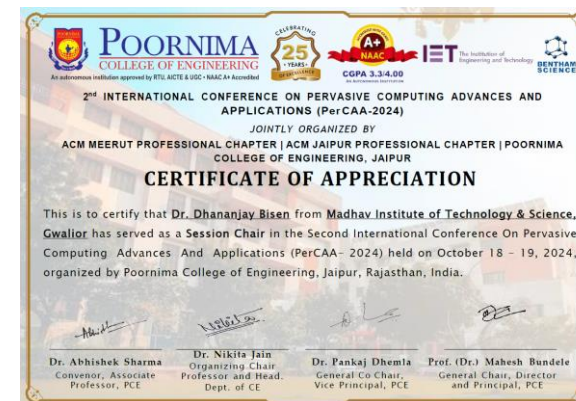 POORNIMA
COLLEGE OF ENGINEERING
An autonomous institution approved by RTU, AICTE & UGC • NAAC A+ Accredited
CELEBRATING
25
YEARS
OF EXCELLENCE
A+
NAAC
CGPA 3.3/4.00
IET The Institution of
Engineering and Technology
BENTHAM
SCIENCE
2nd INTERNATIONAL CONFERENCE ON PERVASIVE COMPUTING ADVANCES AND
APPLICATIONS (PerCAA-2024)
JOINTLY ORGANIZED BY
ACM MEERUT PROFESSIONAL CHAPTER | ACM JAIPUR PROFESSIONAL CHAPTER | POORNIMA
COLLEGE OF ENGINEERING, JAIPUR
CERTIFICATE OF APPRECIATION
This is to certify that Dr. Dhananjay Bisen from Madhav Institute of Technology & Science,
Gwalior has served as a Session Chair in the Second International Conference On Pervasive
Computing Advances And Applications (PerCAA– 2024) held on October 18 – 19, 2024,
organized by Poornima College of Engineering, Jaipur, Rajasthan, India.
Dr. Abhishek Sharma
Convenor, Associate
Professor, PCE
Dr. Nikita Jain
Organizing Chair
Professor and Head.
Dept. of CE
Dr. Pankaj Dhemla
General Co Chair,
Vice Principal, PCE
Prof. (Dr.) Mahesh Bundele
General Chair, Director
and Principal, PCE